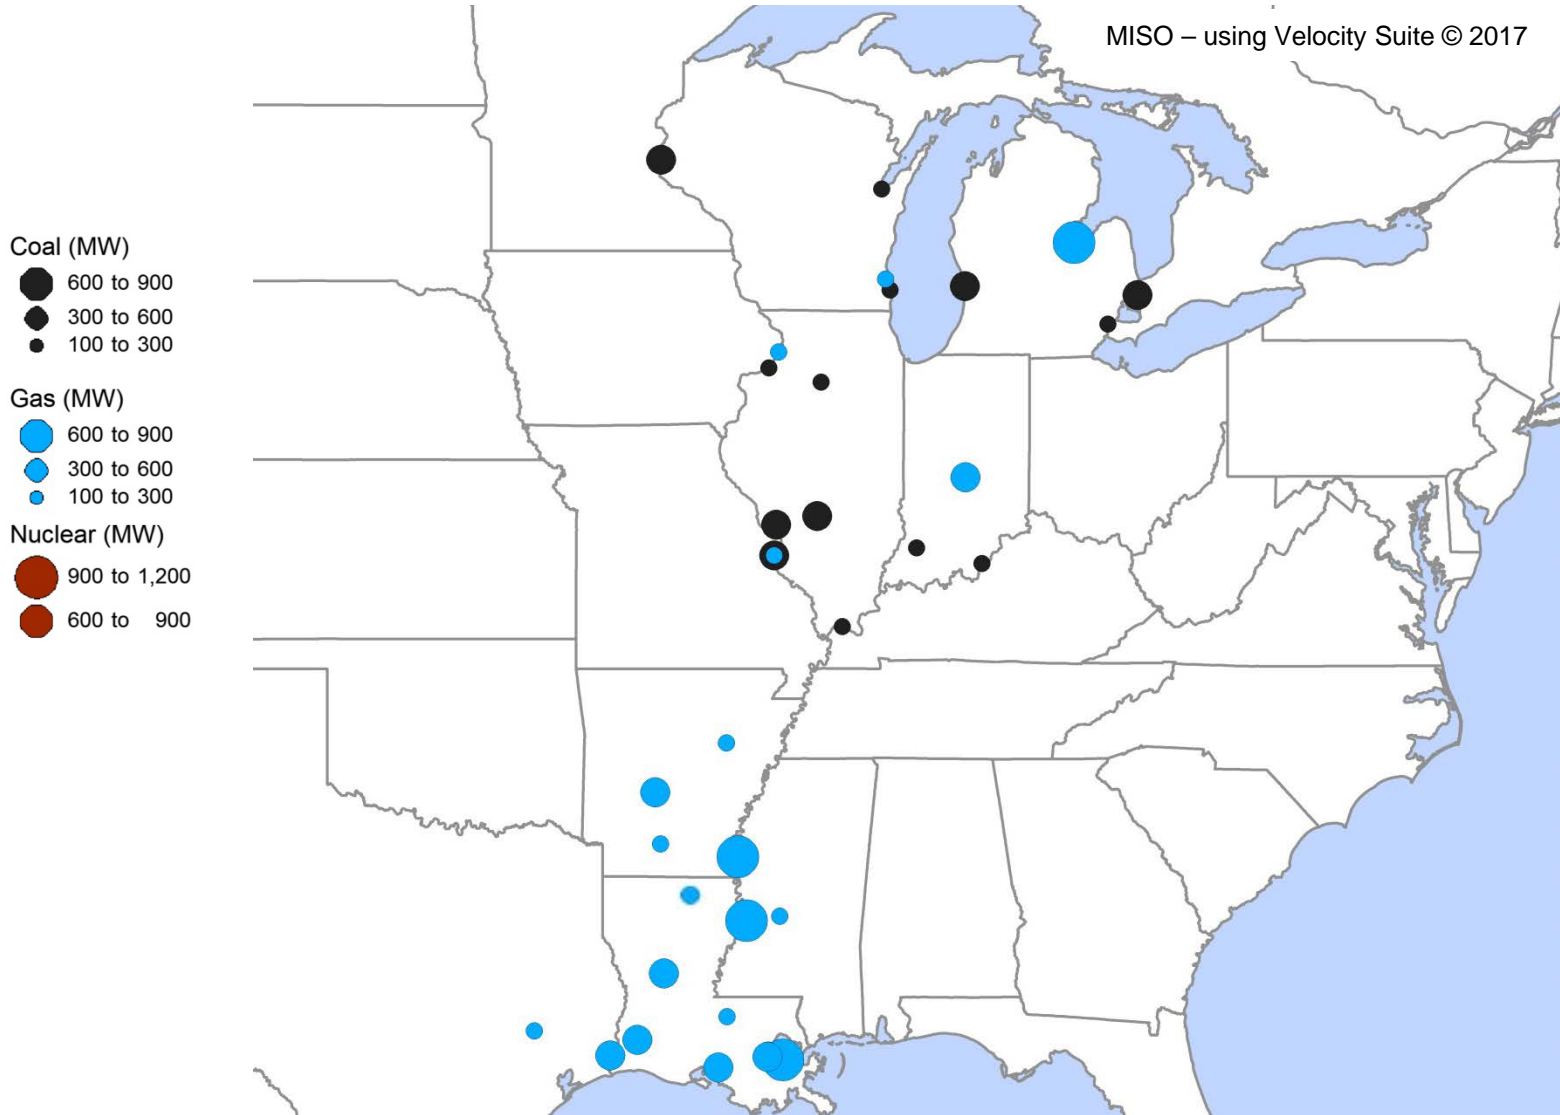 MISO – using Velocity Suite © 2017
Coal (MW)
600 to 900
300 to 600
100 to 300
Gas (MW)
600 to 900
300 to 600
100 to 300
Nuclear (MW)
900 to 1,200
600 to 900